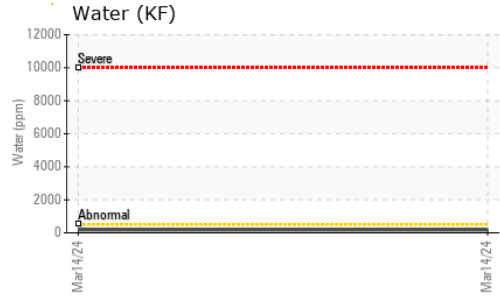 Water (KF)
12000
10000
8000
6000
4000
2000
0
Water (ppm)
Severe
Abnormal
Mar14/24
Mar14/24